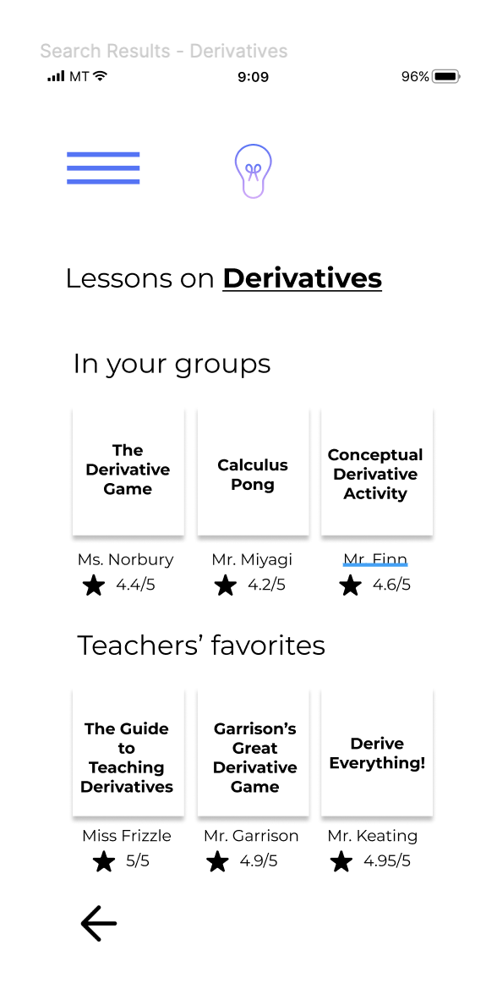 Search Results - Derivatives
MT 9:09 96%
Lessons on Derivatives
In your groups
The
Derivative
Game
Calculus
Pong
Conceptual
Derivative
Activity
Ms. Norbury
4.4/5
Mr. Miyagi
4.2/5
Mr. Finn
4.6/5
Teachers’ favorites
The Guide
to
Teaching
Derivatives
Garrison’s
Great
Derivative
Game
Derive
Everything!
Miss Frizzle
5/5
Mr. Garrison
4.9/5
Mr. Keating
4.95/5